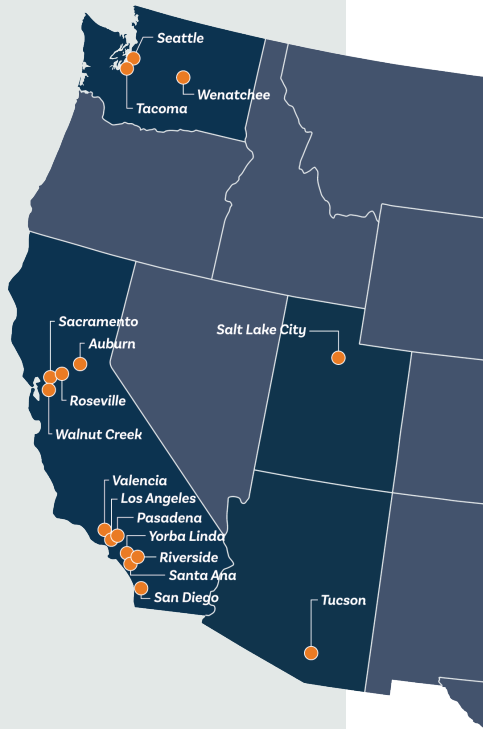 Seattle
Wenatchee
Tacoma
Sacramento
Auburn
Roseville
Walnut Creek
Salt Lake City
Valencia
Los Angeles
Pasadena
Yorba Linda
Riverside
Santa Ana
San Diego
Tucson